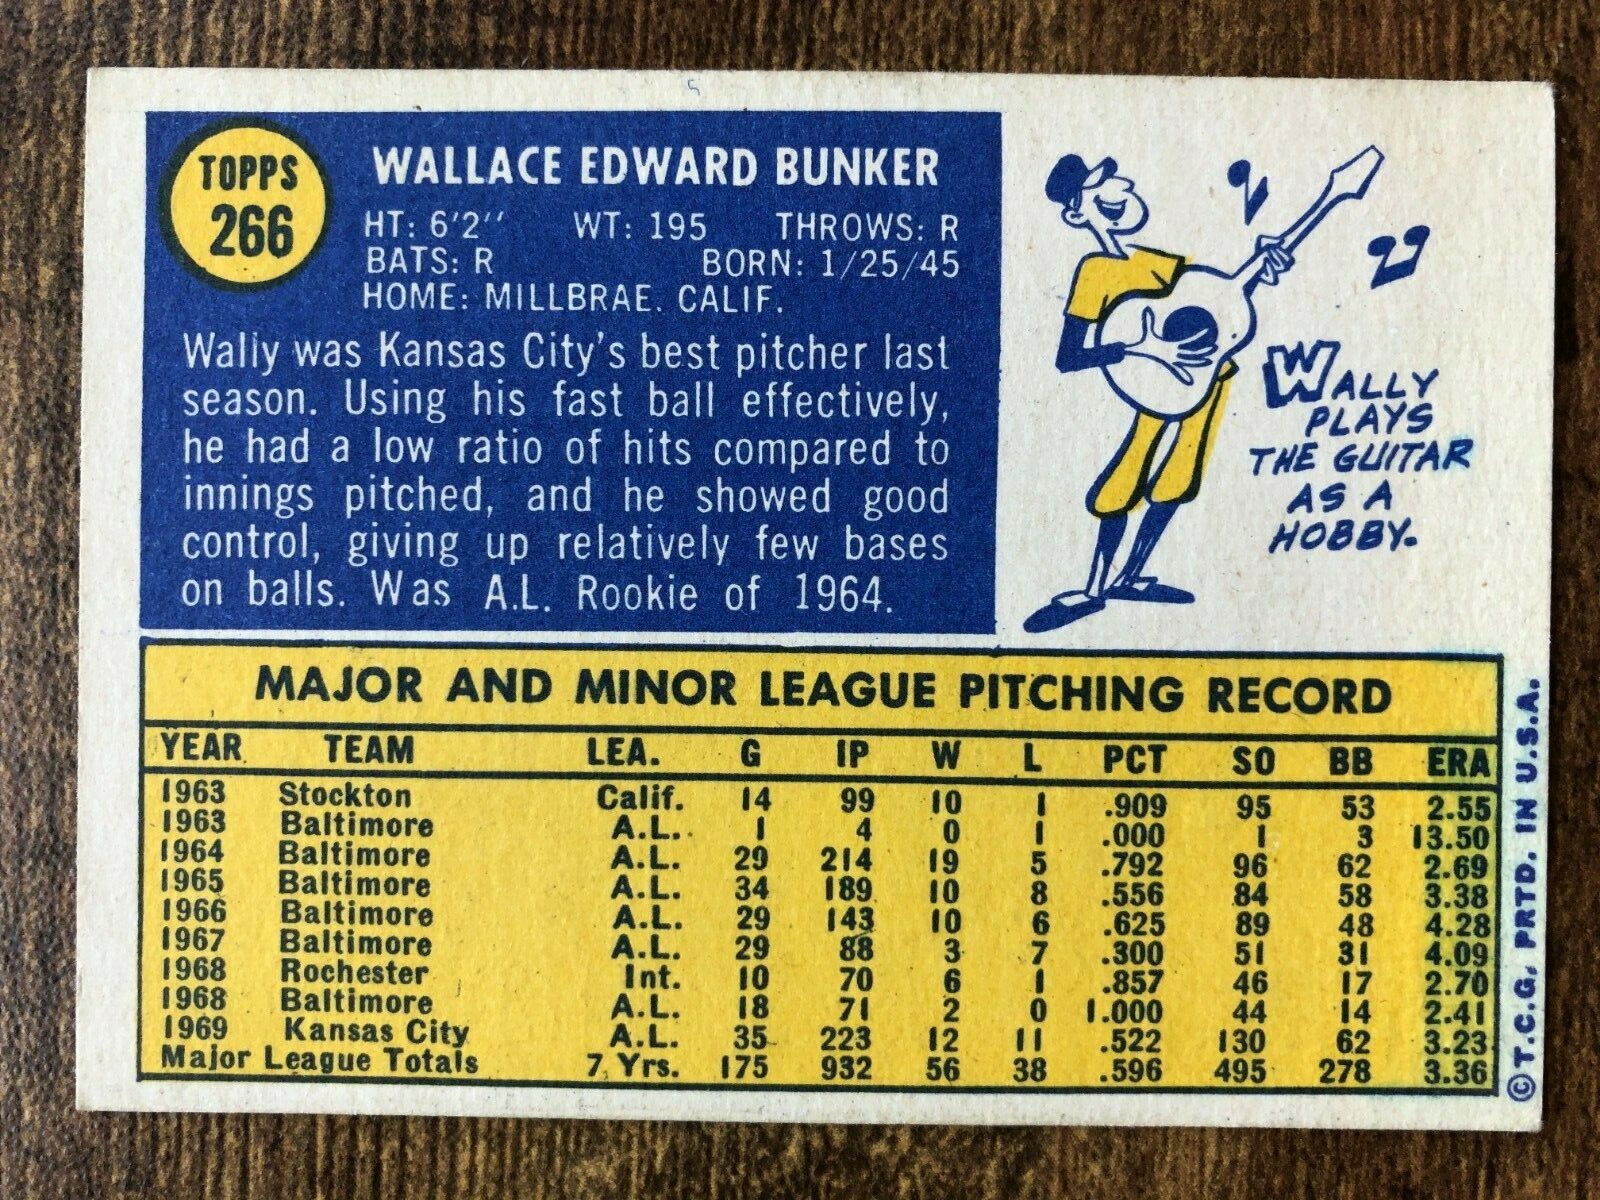 TOPPS
266
WALLACE EDWARD BUNKER
HT: 6'2'' WT: 195 THROWS: R
BATS: R BORN: 1/25/45
HOME: MILLBRAE. CALIF.
Wally was Kansas City's best pitcher last
season. Using his fast ball effectively,
he had a low ratio of hits compared to
innings pitched, and he showed good
control, giving up relatively few bases
on balls. Was A.L. Rookie of 1964.
WALLY
PLAYS
THE GUITAR
AS A
HOBBY.
MAJOR AND MINOR LEAGUE PITCHING RECORD
YEAR TEAM LEA. G IP W L PCT SO BB ERA
1963 Stockton Calif. 14 99 10 1 .909 95 53 2.55
1963 Baltimore A.L. 1 4 0 1 .000 1 3 13.50
1964 Baltimore A.L. 29 214 19 5 .792 96 62 2.69
1965 Baltimore A.L. 34 189 10 8 .556 84 58 3.38
1966 Baltimore A.L. 29 143 10 6 .625 89 48 4.28
1967 Baltimore A.L. 29 88 3 7 .300 51 31 4.09
1968 Rochester Int. 10 70 6 1 .857 46 17 2.70
1968 Baltimore A.L. 18 71 2 0 1.000 44 14 2.41
1969 Kansas City A.L. 35 223 12 11 .522 130 62 3.23
Major League Totals 7 Yrs. 175 932 56 38 .596 495 278 3.36
©T.C.G. PRTD. IN U.S.A.